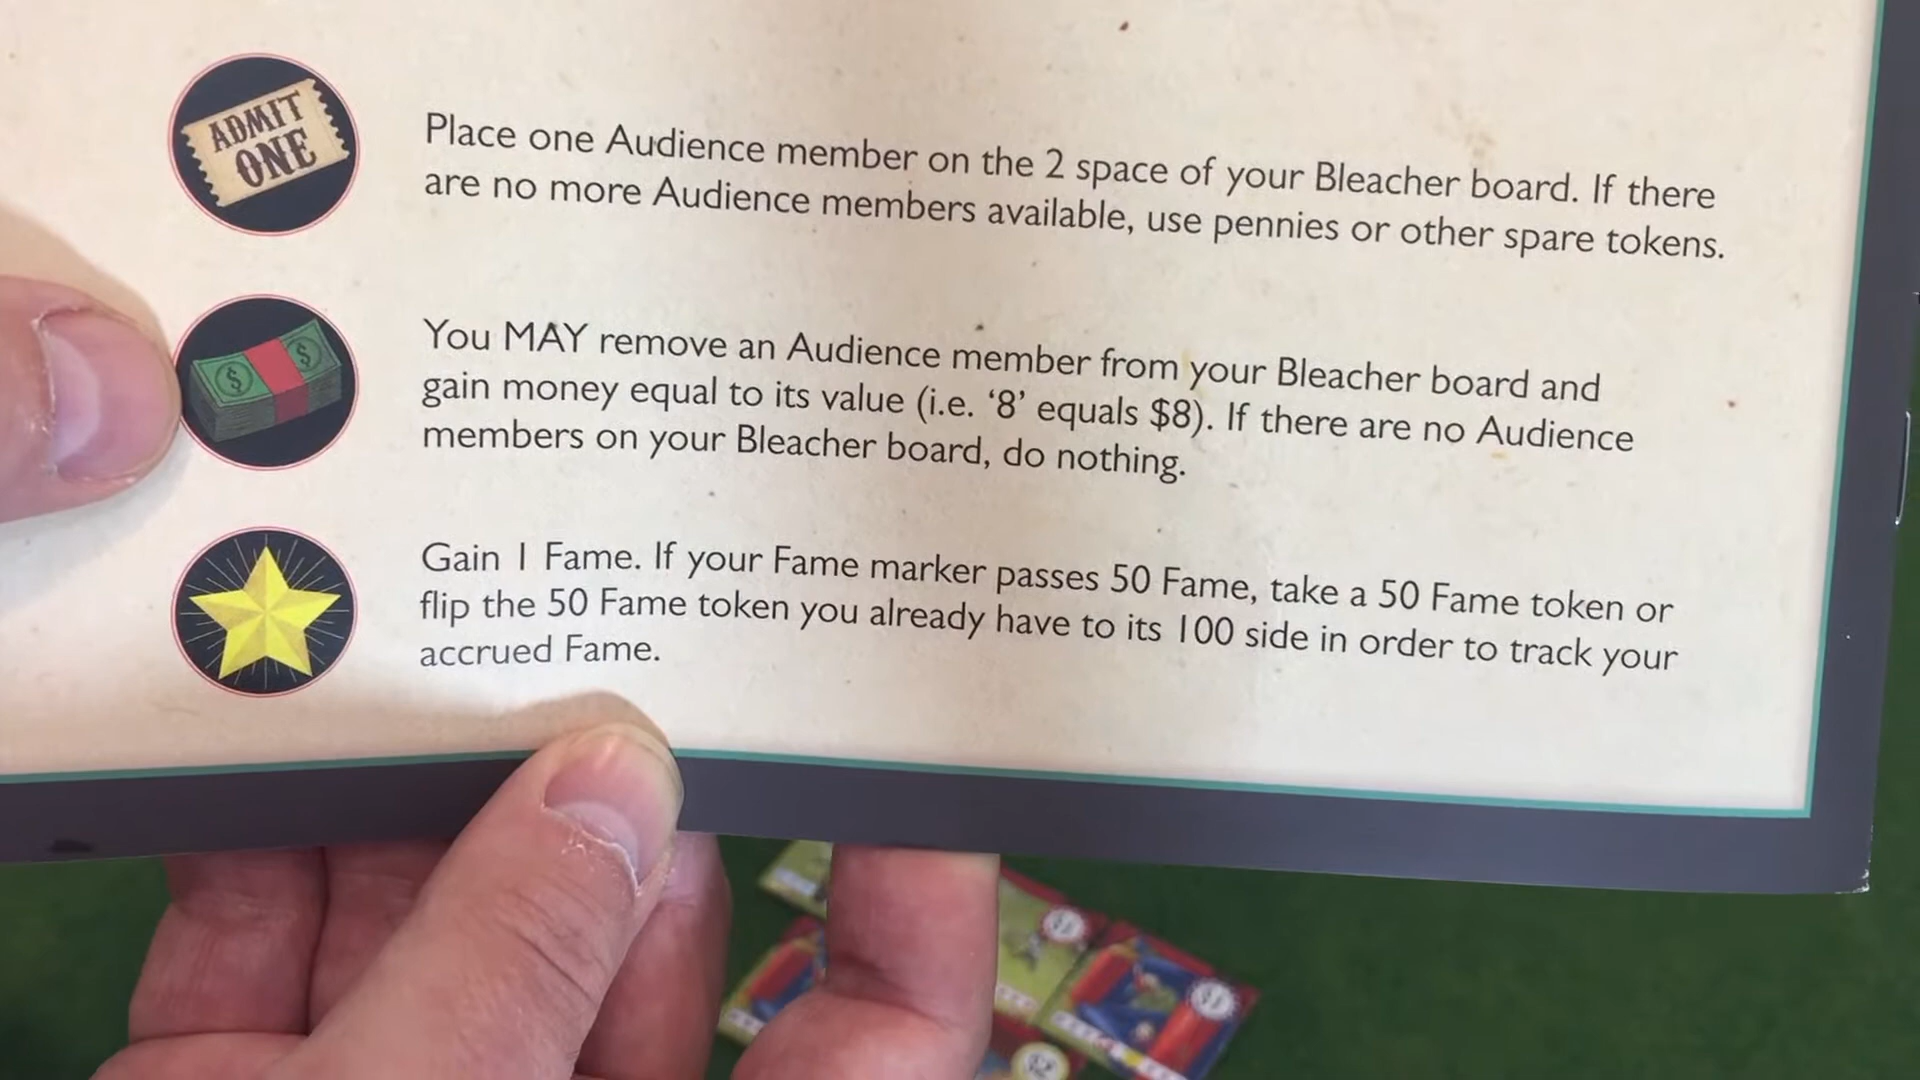 ADMIT
ONE
Place one Audience member on the 2 space of your Bleacher board. If there
are no more Audience members available, use pennies or other spare tokens.
$ $
You MAY remove an Audience member from your Bleacher board and
gain money equal to its value (i.e. ‘8’ equals $8). If there are no Audience
members on your Bleacher board, do nothing.
Gain 1 Fame. If your Fame marker passes 50 Fame, take a 50 Fame token or
flip the 50 Fame token you already have to its 100 side in order to track your
accrued Fame.